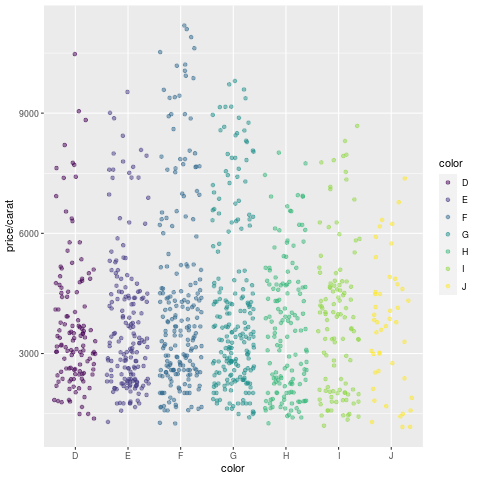 9000
6000
3000
price/carat
D E F G H I J
color
color
D
E
F
G
H
I
J